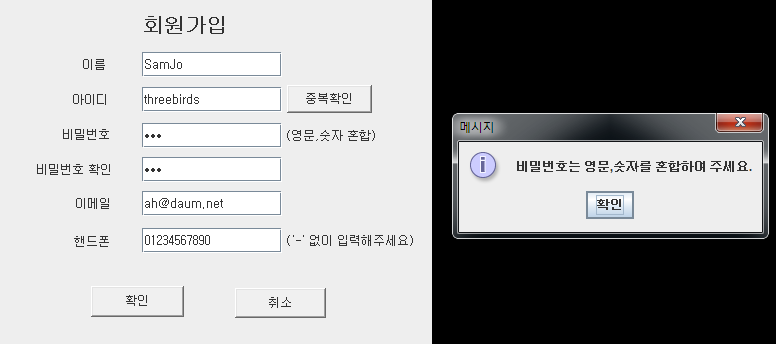 회원가입
이름 SamJo
아이디 threebirds 중복확인
비밀번호 ••• (영문,숫자 혼합)
비밀번호 확인 •••
이메일 ah@daum.net
핸드폰 01234567890 ('-' 없이 입력해주세요)
확인 취소
메시지
비밀번호는 영문,숫자를 혼합하여 주세요.
확인